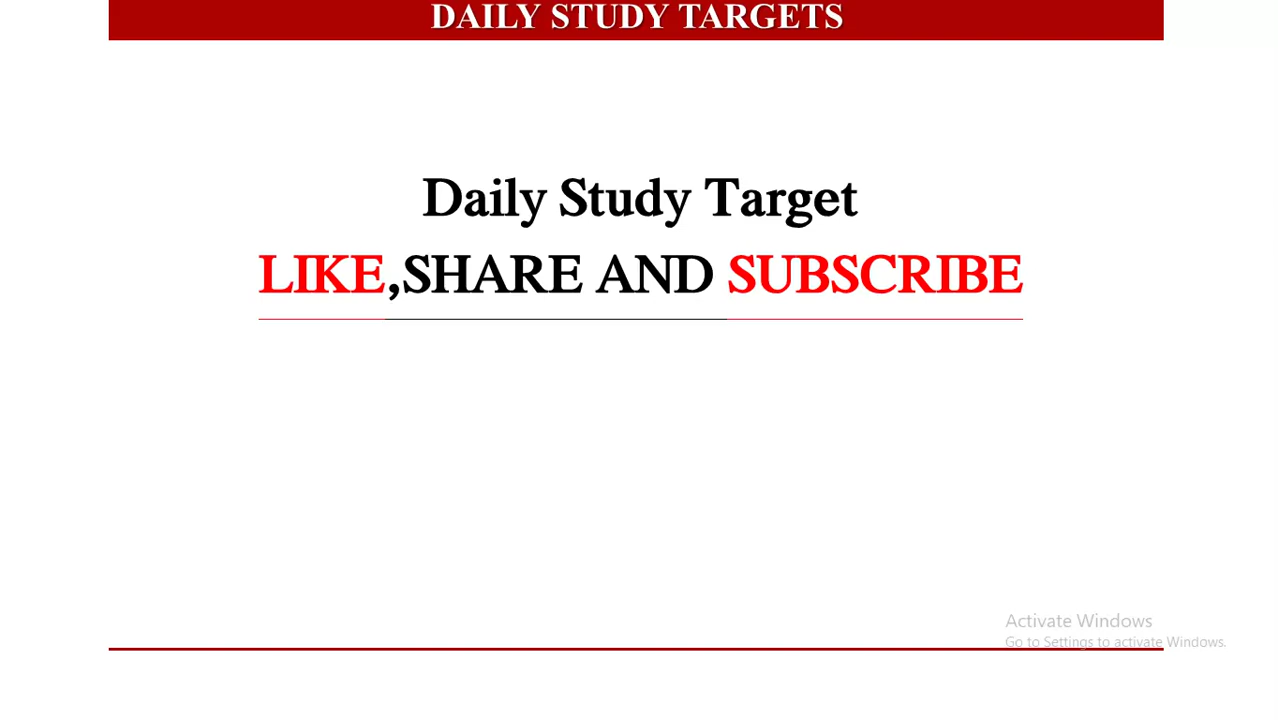 DAILY STUDY TARGETS
Daily Study Target
LIKE,SHARE AND SUBSCRIBE
Activate Windows
Go to Settings to activate Windows.